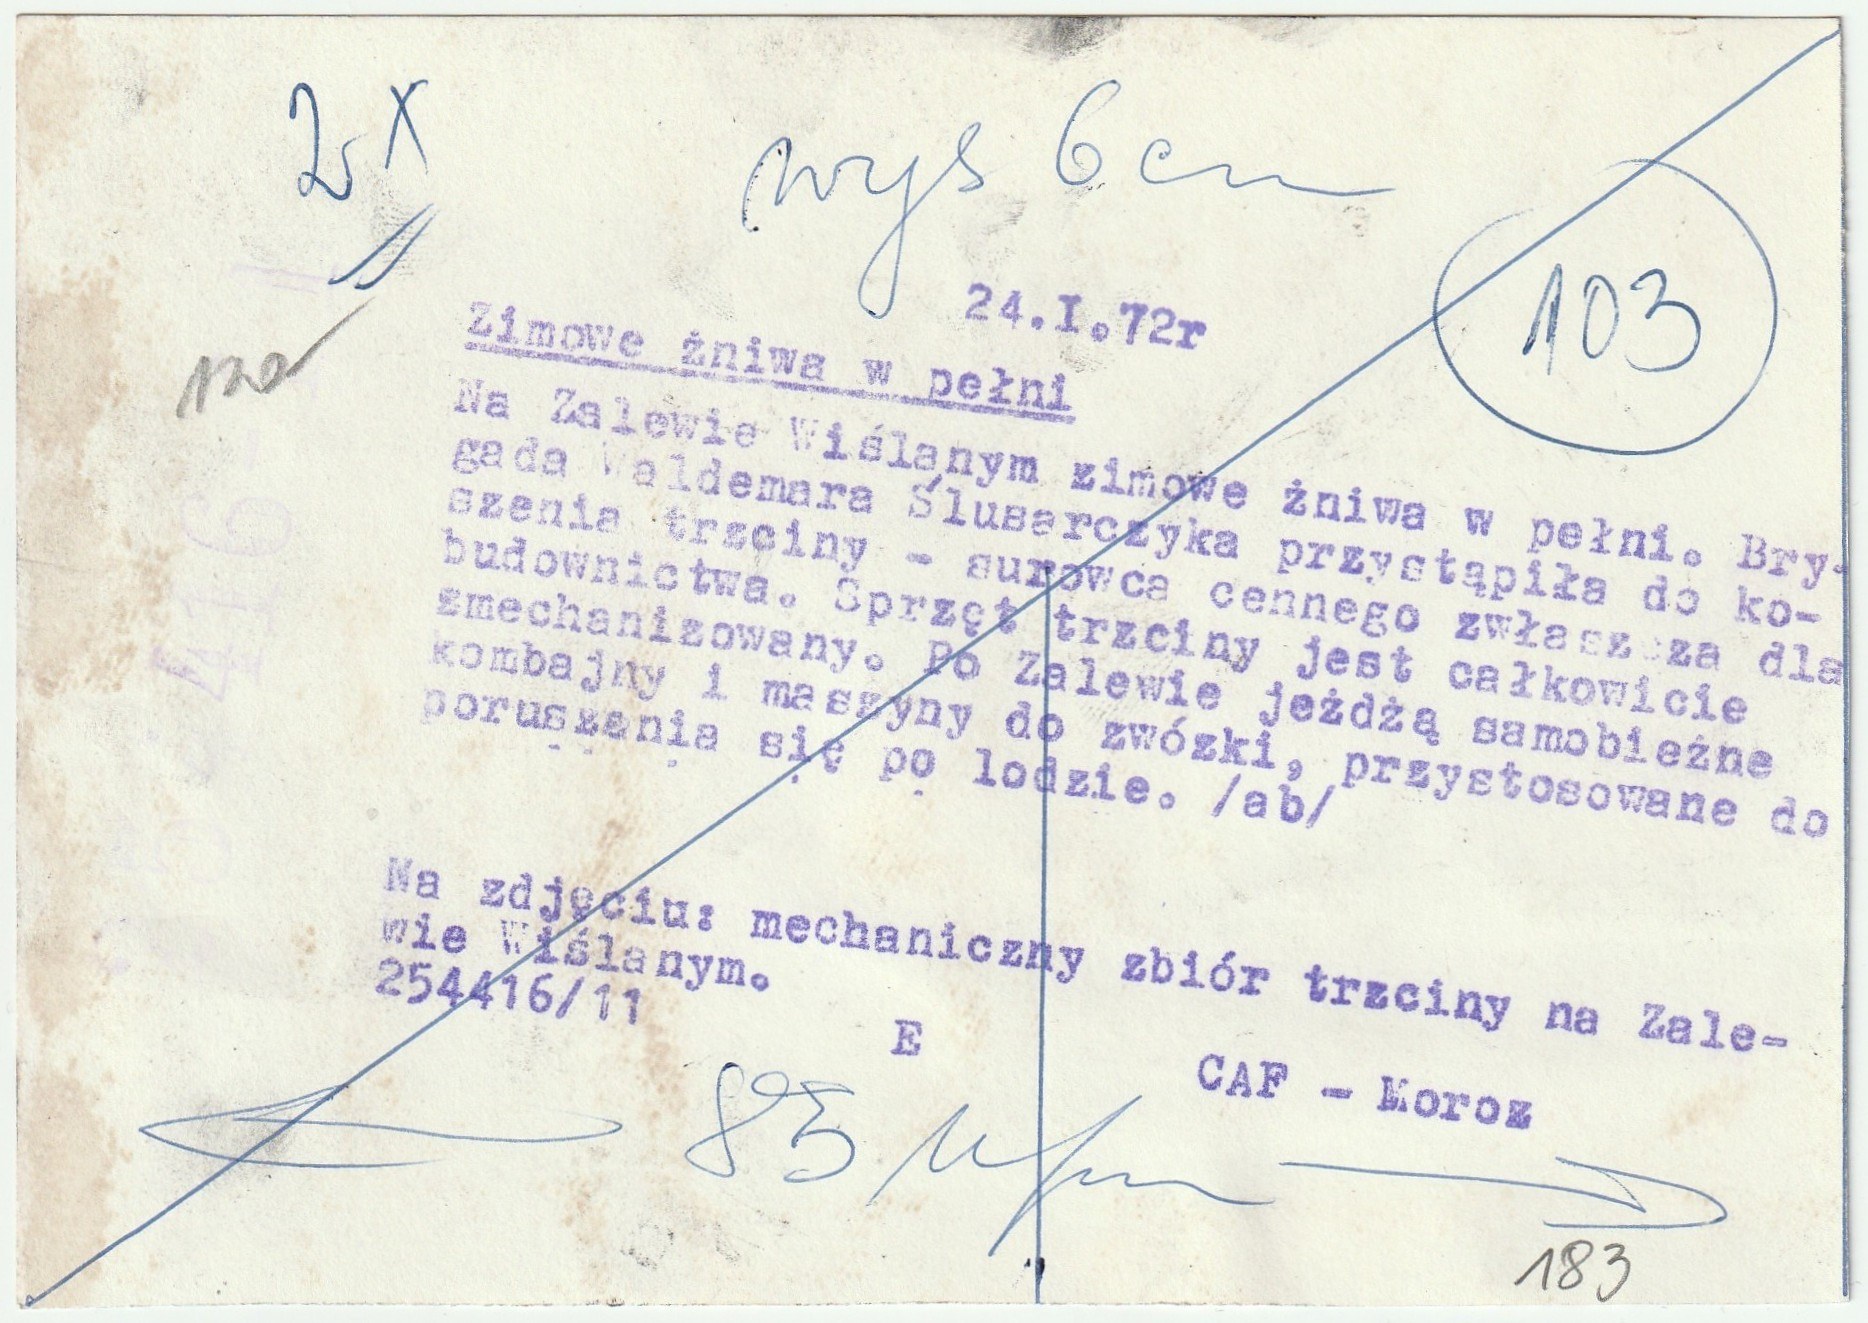 2 x
wys 6 cm
103
24.I.72r
Zimowe żniwa w pełni
Na Zalewie Wiślanym zimowe żniwa w pełni. Bry-
gada Waldemara Ślusarczyka przystąpiła do ko-
szenia trzciny - surowca cennego zwłaszcza dla
budownictwa. Sprzęt trzciny jest całkowicie
zmechanizowany. Po Zalewie jeżdżą samobieżne
kombajny i maszyny do zwózki, przystosowane do
poruszania się po lodzie. /ab/
Na zdjęciu: mechaniczny zbiór trzciny na Zale-
wie Wiślanym.
254416/11
E
CAF - Moroz
183